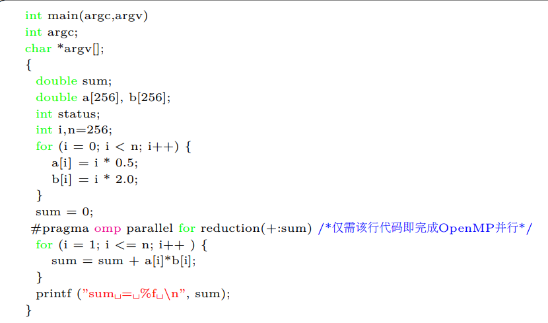 int main(argc,argv)
int argc;
char *argv[];
{
double sum;
double a[256], b[256];
int status;
int i,n=256;
for (i = 0; i < n; i++) {
a[i] = i * 0.5;
b[i] = i * 2.0;
}
sum = 0;
#pragma omp parallel for reduction(+:sum) /*仅需该行代码即完成OpenMP并行*/
for (i = 1; i <= n; i++ ) {
sum = sum + a[i]*b[i];
}
printf ("sum␣=␣%f␣\n", sum);
}